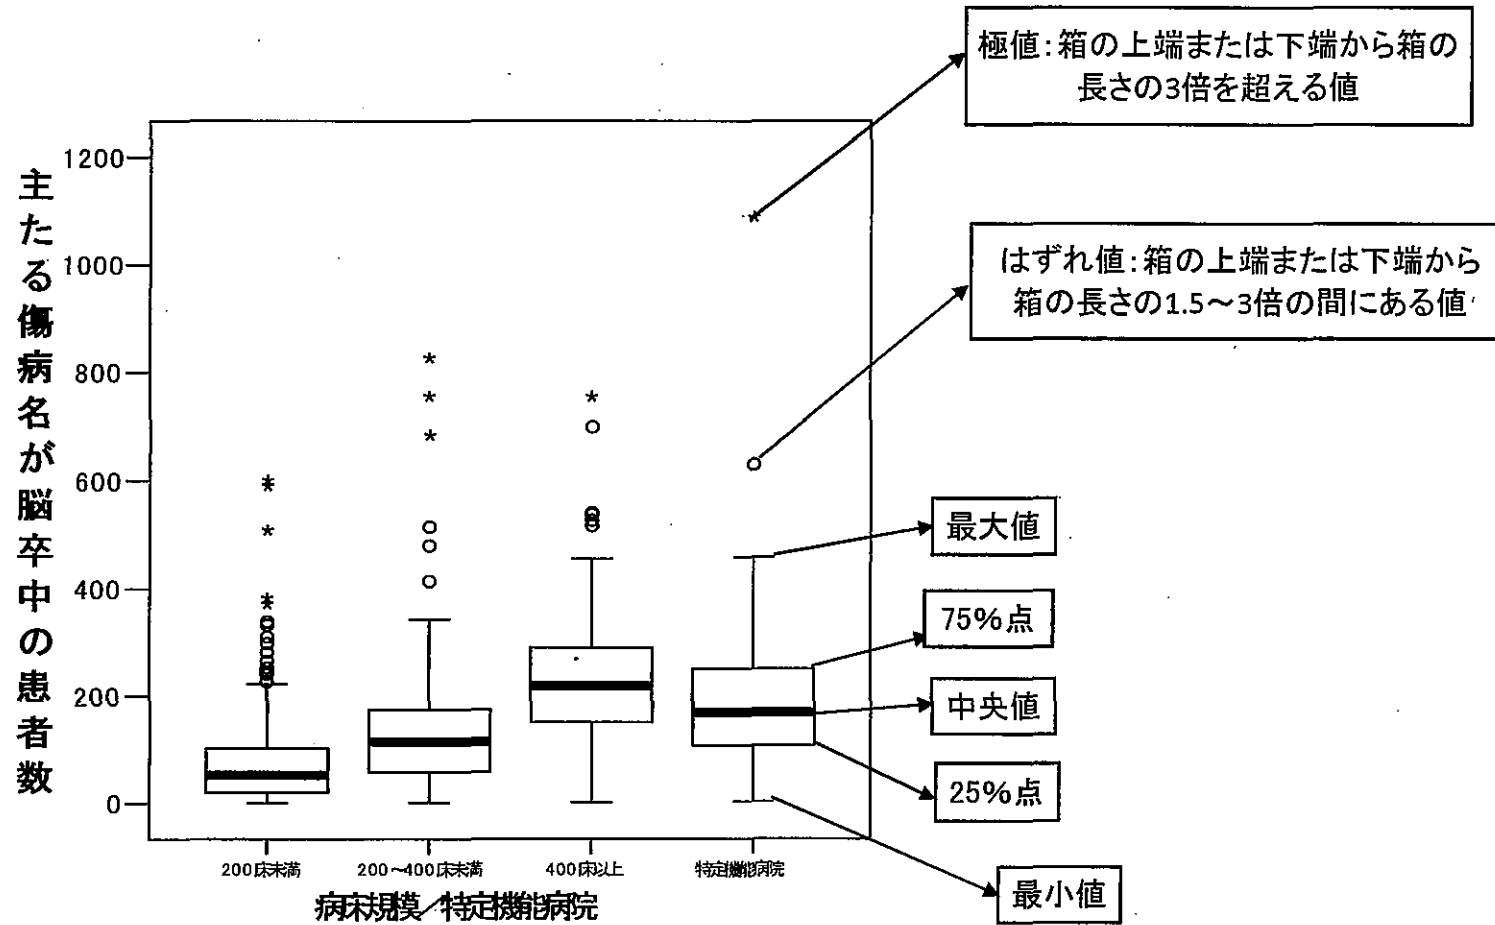 極値:箱の上端または下端から箱の
長さの3倍を超える値
はずれ値:箱の上端または下端から
箱の長さの1.5～3倍の間にある値
主たる傷病名が脳卒中の患者数
1200
1000
800
600
400
200
0
最大値
75%点
中央値
25%点
最小値
200床未満
200～400床未満
400床以上
特定機能病院
病床規模／特定機能病院